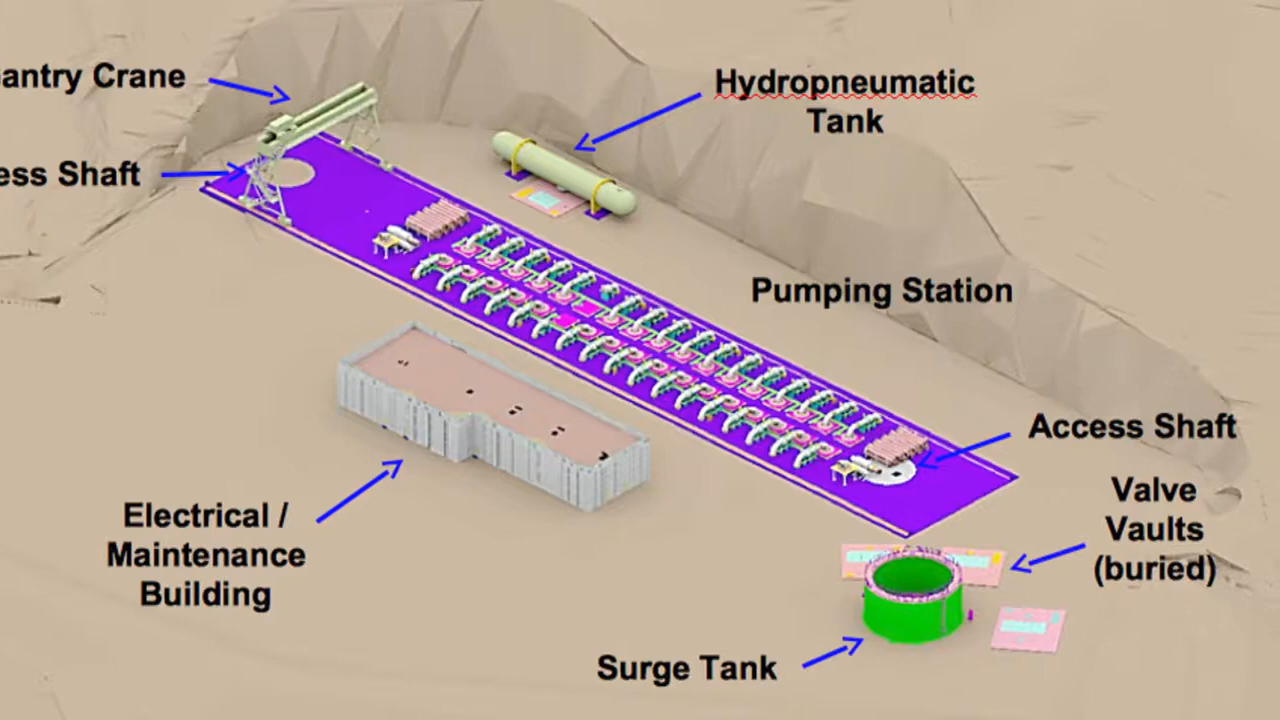 antry Crane
Hydropneumatic
Tank
ess Shaft
Pumping Station
Access Shaft
Valve
Vaults
(buried)
Electrical /
Maintenance
Building
Surge Tank